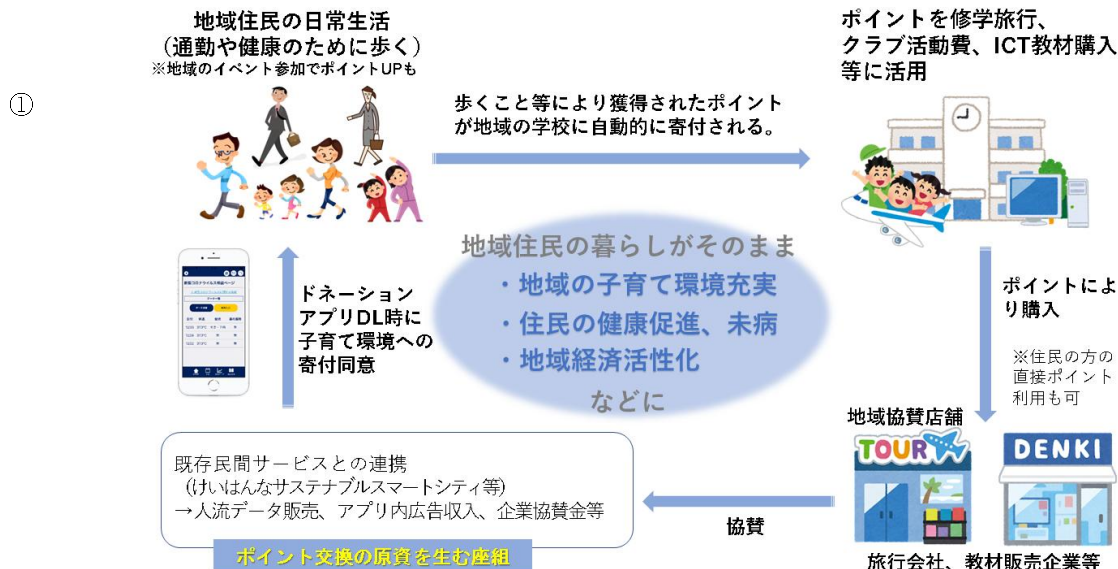 ①
地域住民の日常生活
（通勤や健康のために歩く）
※地域のイベント参加でポイントUPも
歩くこと等により獲得されたポイント
が地域の学校に自動的に寄付される。
ポイントを修学旅行、
クラブ活動費、ICT教材購入
等に活用
地域住民の暮らしがそのまま
・地域の子育て環境充実
・住民の健康促進、未病
・地域経済活性化
などに
ドネーション
アプリDL時に
子育て環境への
寄付同意
ポイントによ
り購入
※住民の方の
直接ポイント
利用も可
地域協賛店舗
TOUR
DENKI
旅行会社、教材販売企業等
協賛
既存民間サービスとの連携
（けいはんなサステナブルスマートシティ等）
→人流データ販売、アプリ内広告収入、企業協賛金等
ポイント交換の原資を生む座組